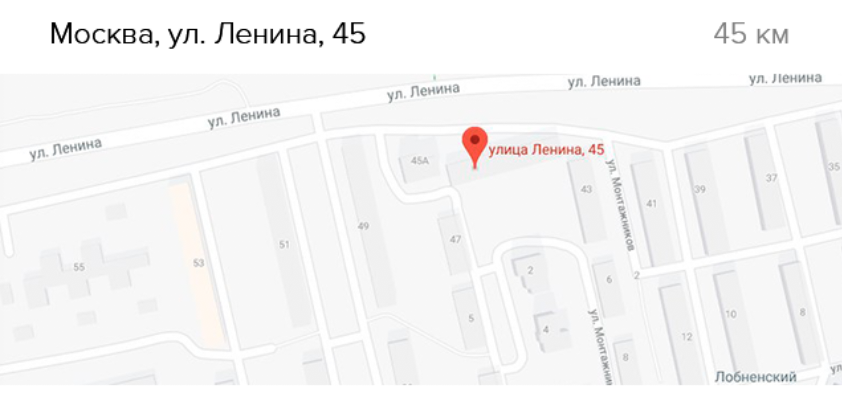 Москва, ул. Ленина, 45
45 км
ул. Ленина
ул. Ленина
ул. Ленина
ул. Ленина
ул. Ленина
улица Ленина, 45
45А
43
41
39
37
35
ул. Монтажников
49
47
51
53
55
2
6
2
5
4
10
8
12
8
ул. Монтажни
Лобненский
ул